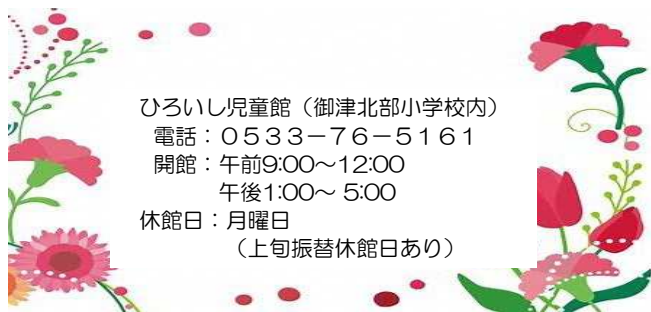 ひろいし児童館（御津北部小学校内）
電話：０５３３－７６－５１６１
開館：午前9:00～12:00
午後1:00～ 5:00
休館日：月曜日
（上旬振替休館日あり）